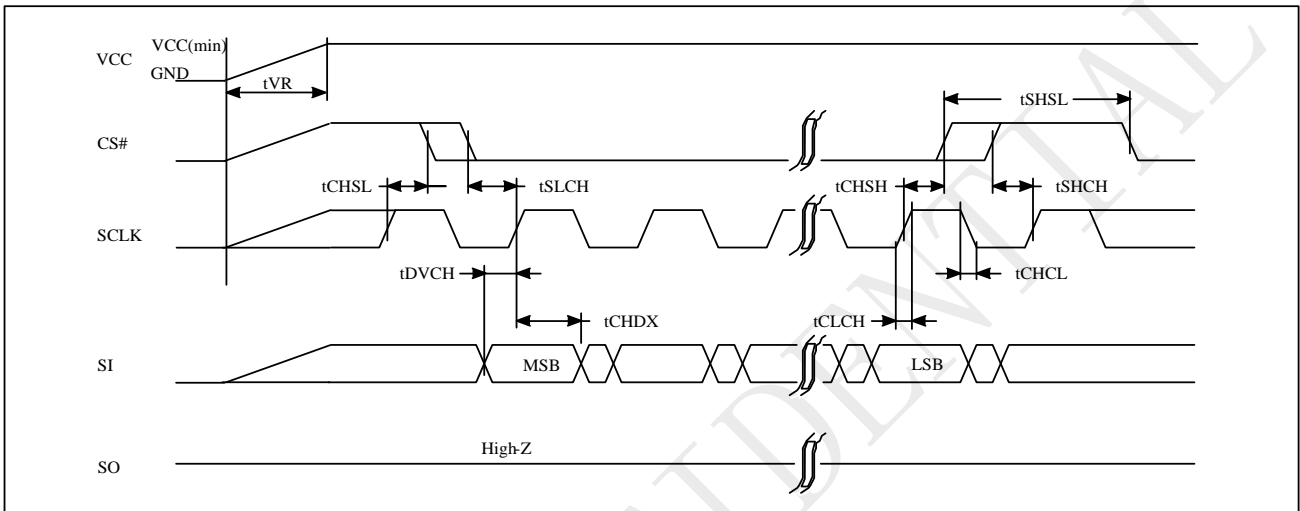 VCC(min)
VCC
GND
tVR
tSHSL
CS#
tCHSL
tSLCH
tCHSH
tSHCH
SCLK
tDVCH
tCHCL
tCHDX
tCLCH
SI
MSB
LSB
High-Z
SO
IDENTIAL